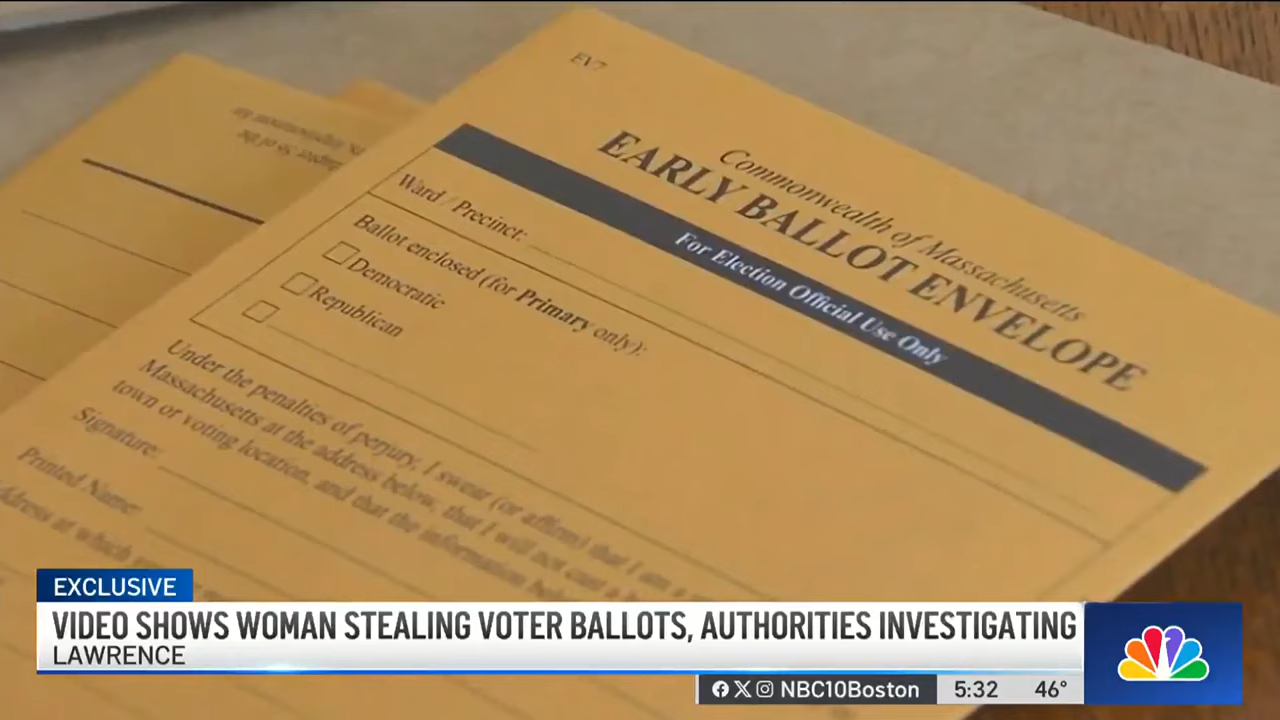 EV7
Commonwealth of Massachusetts
EARLY BALLOT ENVELOPE
For Election Official Use Only
Ward / Precinct:
Ballot enclosed (for Primary only):
Democratic
Republican
Under the penalties of perjury, I swear (or affirm) that I am a
Massachusetts at the address below, that I will not cast a
town or voting location, and that the information
Signature:
Printed Name:
Address at which
EXCLUSIVE
VIDEO SHOWS WOMAN STEALING VOTER BALLOTS, AUTHORITIES INVESTIGATING
LAWRENCE
NBC10Boston 5:32 46°